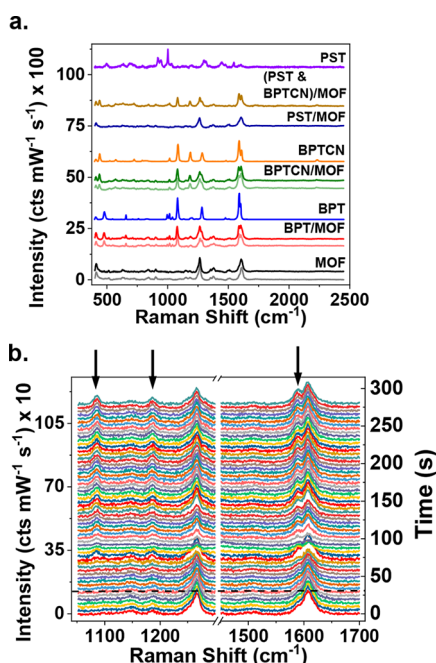 a.
Intensity (cts mW⁻¹ s⁻¹) x 100
100
75
50
25
0
PST
(PST &
BPTCN)/MOF
PST/MOF
BPTCN
BPTCN/MOF
BPT
BPT/MOF
MOF
500 1000 1500 2000 2500
Raman Shift (cm⁻¹)
b.
Intensity (cts mW⁻¹ s⁻¹) x 10
105
70
35
0
300
250
200
150
100
50
0
Time (s)
1100 1200 1500 1600 1700
Raman Shift (cm⁻¹)